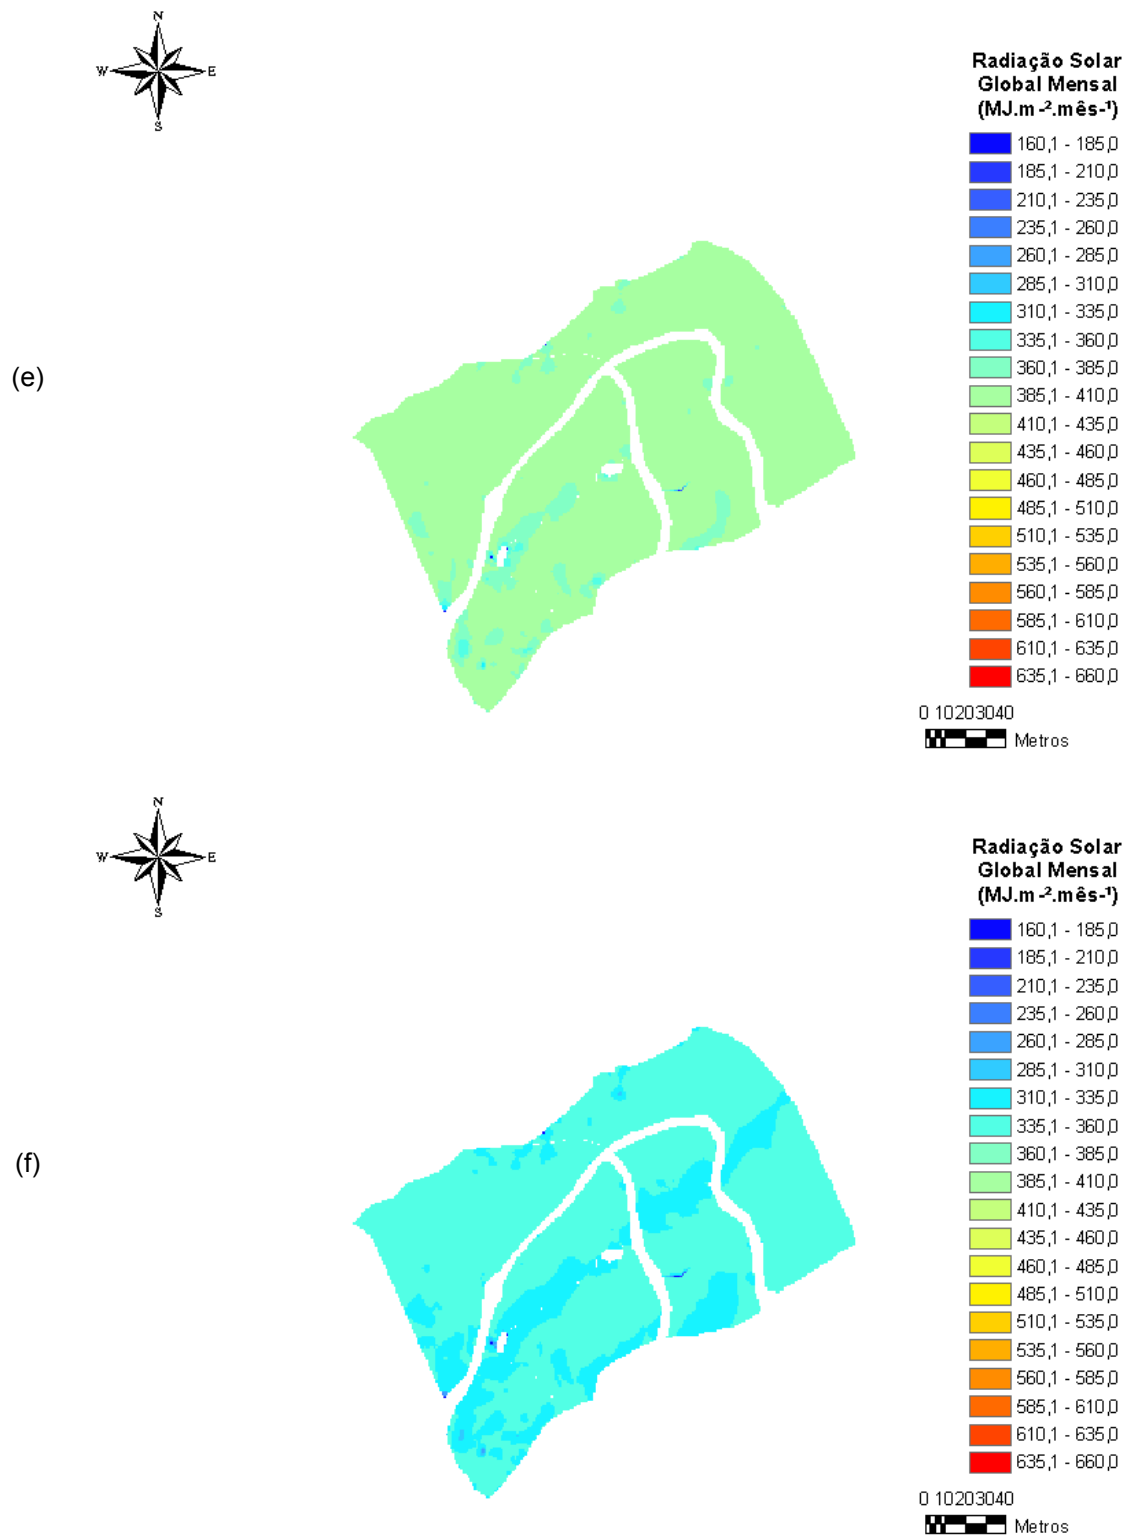 N
W E
S
Radiação Solar
Global Mensal
(MJ.m-².mês-¹)
160,1 - 185,0
185,1 - 210,0
210,1 - 235,0
235,1 - 260,0
260,1 - 285,0
285,1 - 310,0
310,1 - 335,0
335,1 - 360,0
360,1 - 385,0
385,1 - 410,0
410,1 - 435,0
435,1 - 460,0
460,1 - 485,0
485,1 - 510,0
510,1 - 535,0
535,1 - 560,0
560,1 - 585,0
585,1 - 610,0
610,1 - 635,0
635,1 - 660,0
(e)
0 10203040
Metros
N
W E
S
Radiação Solar
Global Mensal
(MJ.m-².mês-¹)
160,1 - 185,0
185,1 - 210,0
210,1 - 235,0
235,1 - 260,0
260,1 - 285,0
285,1 - 310,0
310,1 - 335,0
335,1 - 360,0
360,1 - 385,0
385,1 - 410,0
410,1 - 435,0
435,1 - 460,0
460,1 - 485,0
485,1 - 510,0
510,1 - 535,0
535,1 - 560,0
560,1 - 585,0
585,1 - 610,0
610,1 - 635,0
635,1 - 660,0
(f)
0 10203040
Metros